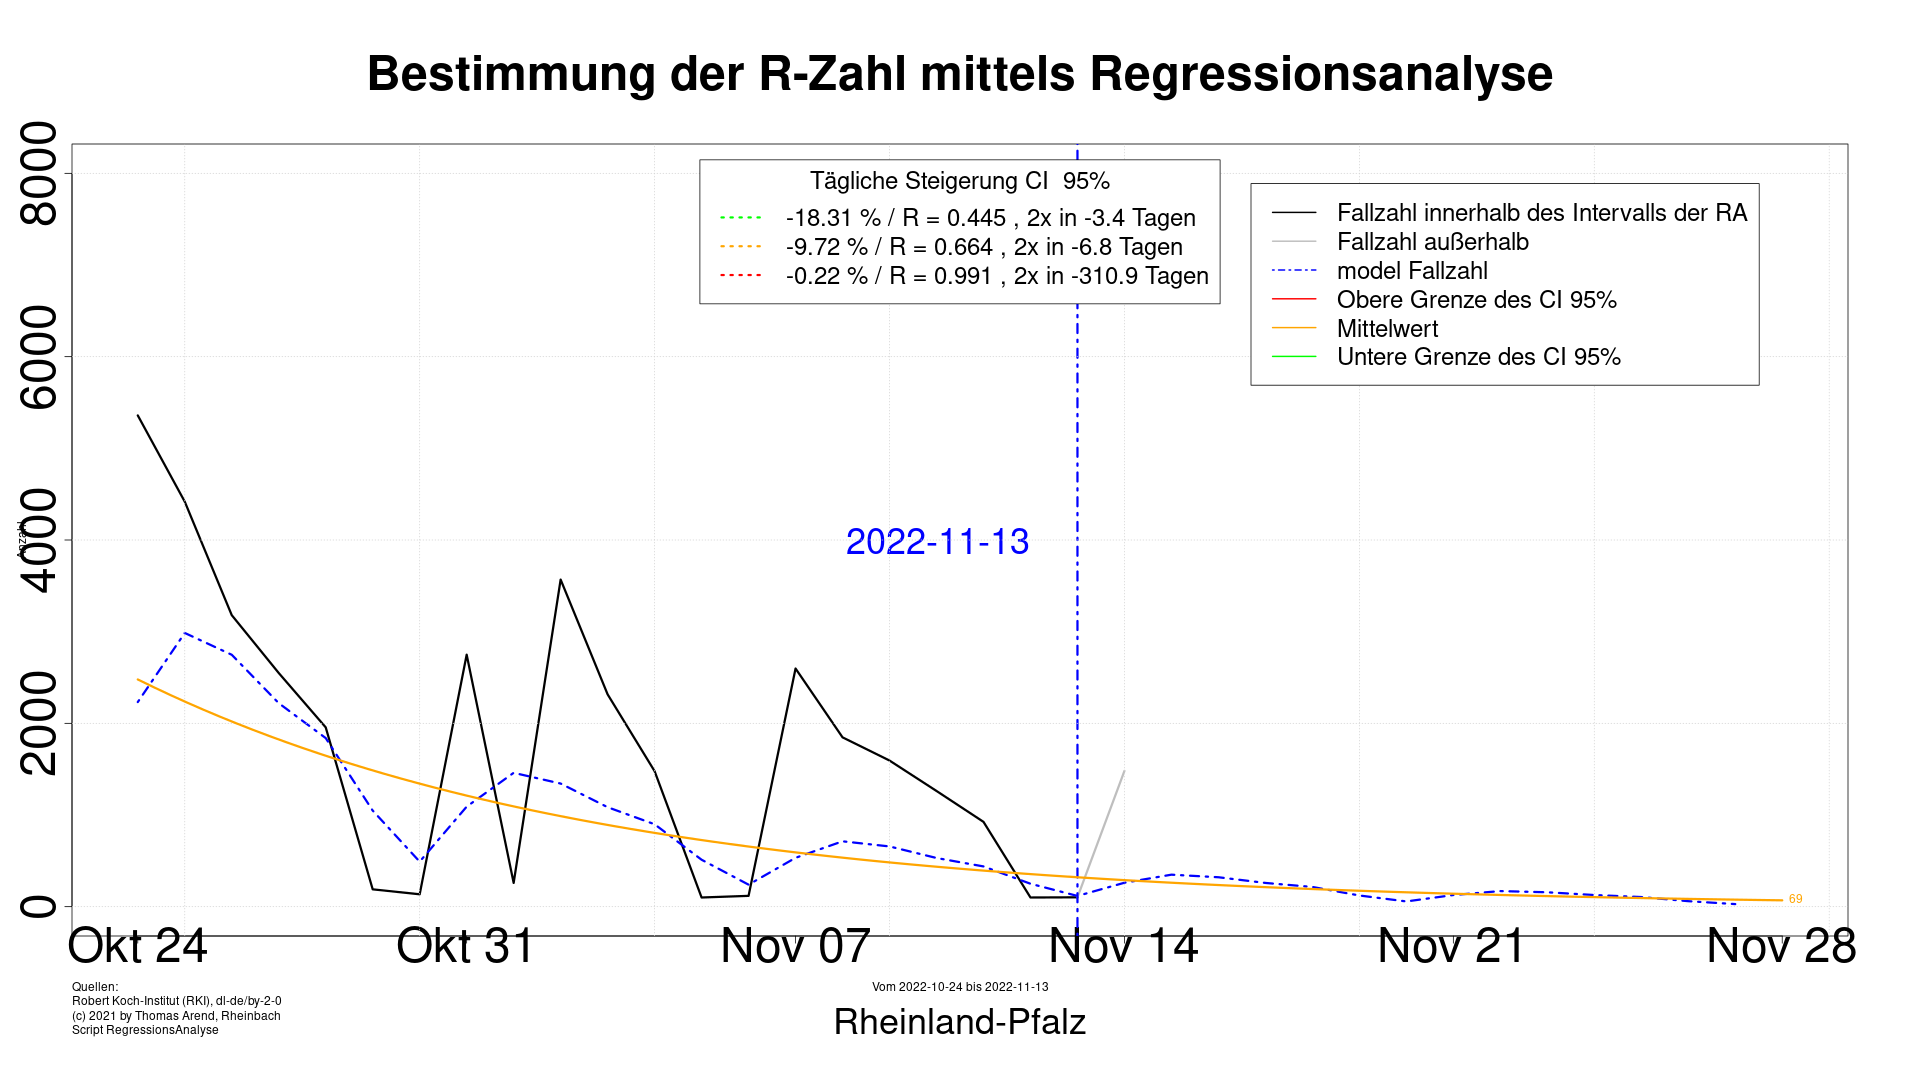 Bestimmung der R-Zahl mittels Regressionsanalyse
8000
6000
4000
2000
0
Anzahl
Tägliche Steigerung CI  95%
-18.31 % / R = 0.445 , 2x in -3.4 Tagen
-9.72 % / R = 0.664 , 2x in -6.8 Tagen
-0.22 % / R = 0.991 , 2x in -310.9 Tagen
Fallzahl innerhalb des Intervalls der RA
Fallzahl außerhalb
model Fallzahl
Obere Grenze des CI 95%
Mittelwert
Untere Grenze des CI 95%
2022-11-13
69
Okt 24
Okt 31
Nov 07
Nov 14
Nov 21
Nov 28
Quellen:
Robert Koch-Institut (RKI), dl-de/by-2-0
(c) 2021 by Thomas Arend, Rheinbach
Script RegressionsAnalyse
Vom 2022-10-24 bis 2022-11-13
Rheinland-Pfalz